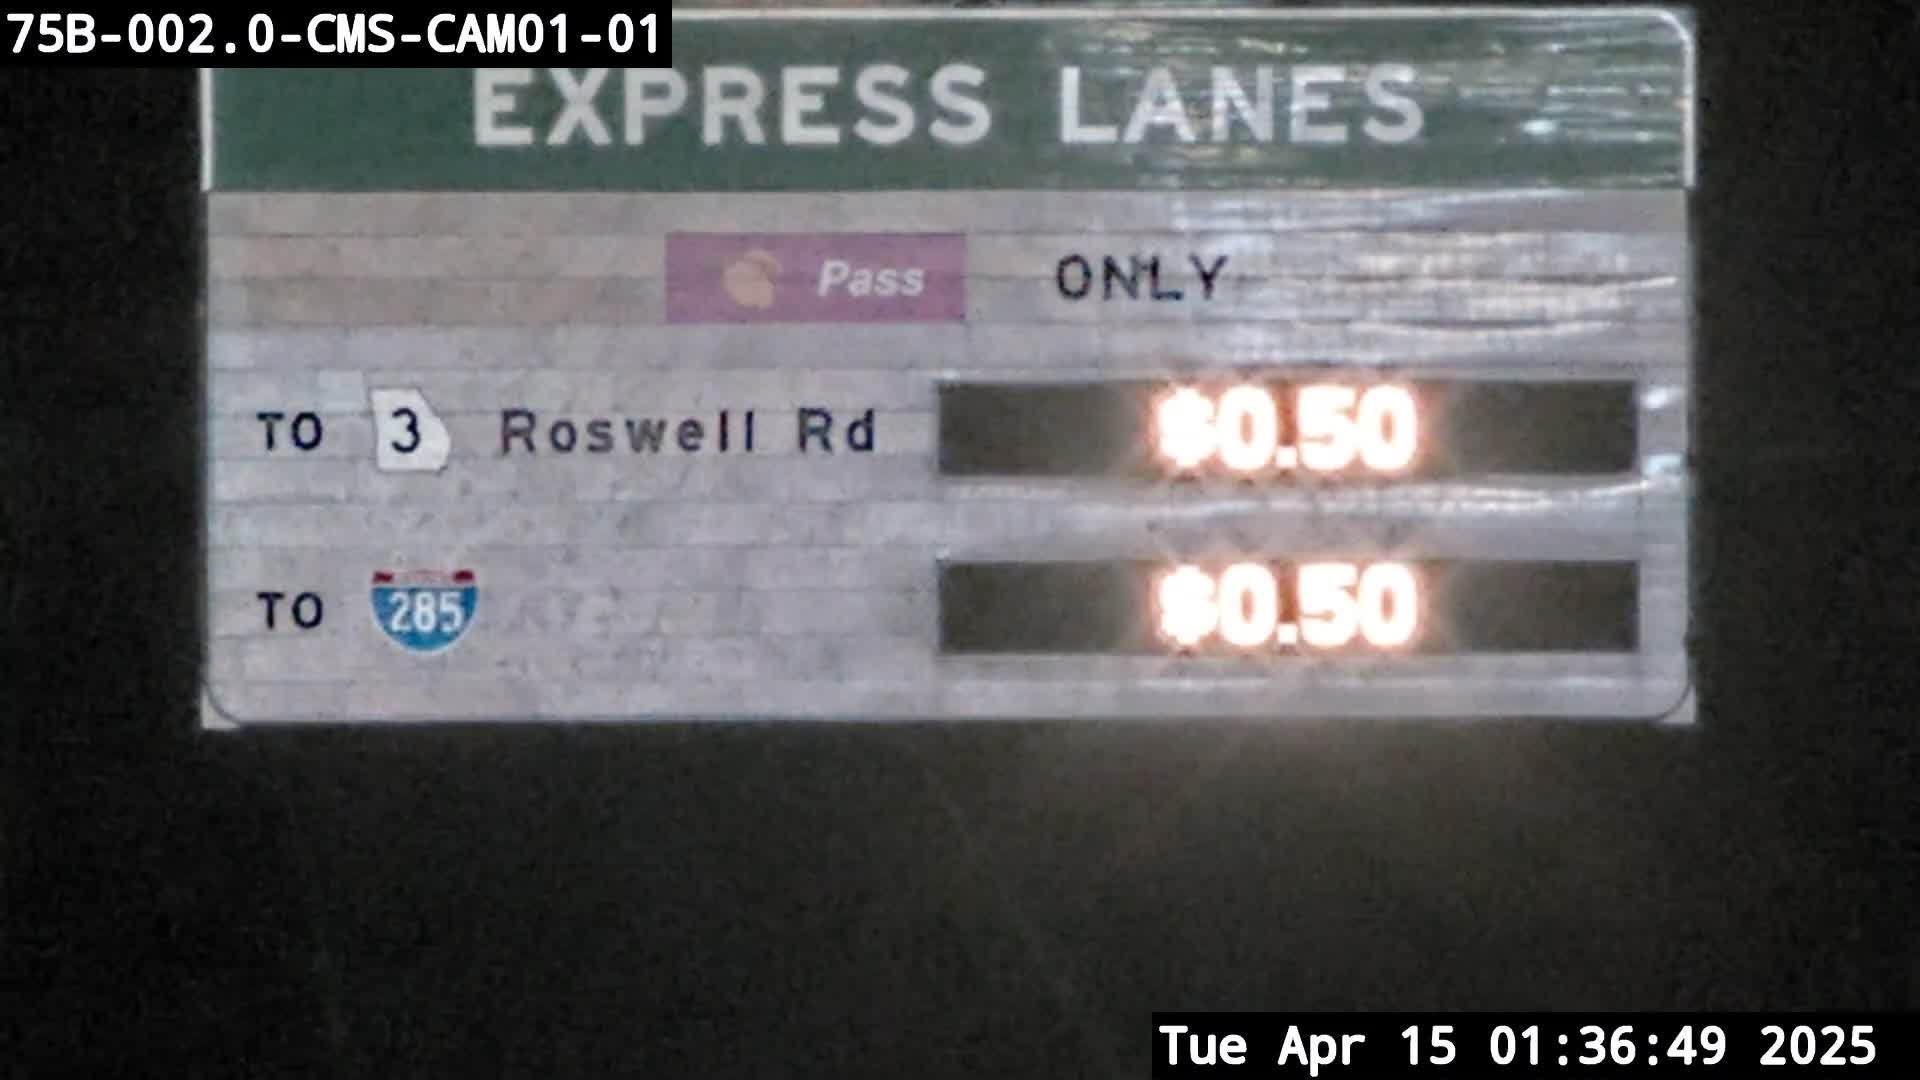 75B-002.0-CMS-CAM01-01
EXPRESS LANES
Pass ONLY
TO 3 Roswell Rd $0.50
TO 285 $0.50
Tue Apr 15 01:36:49 2025